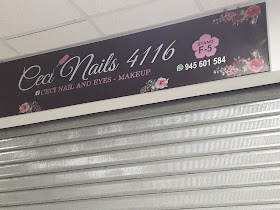 Ceci Nails 4116
CECI NAIL AND EYES - MAKEUP
STAND
F-5
945 601 584